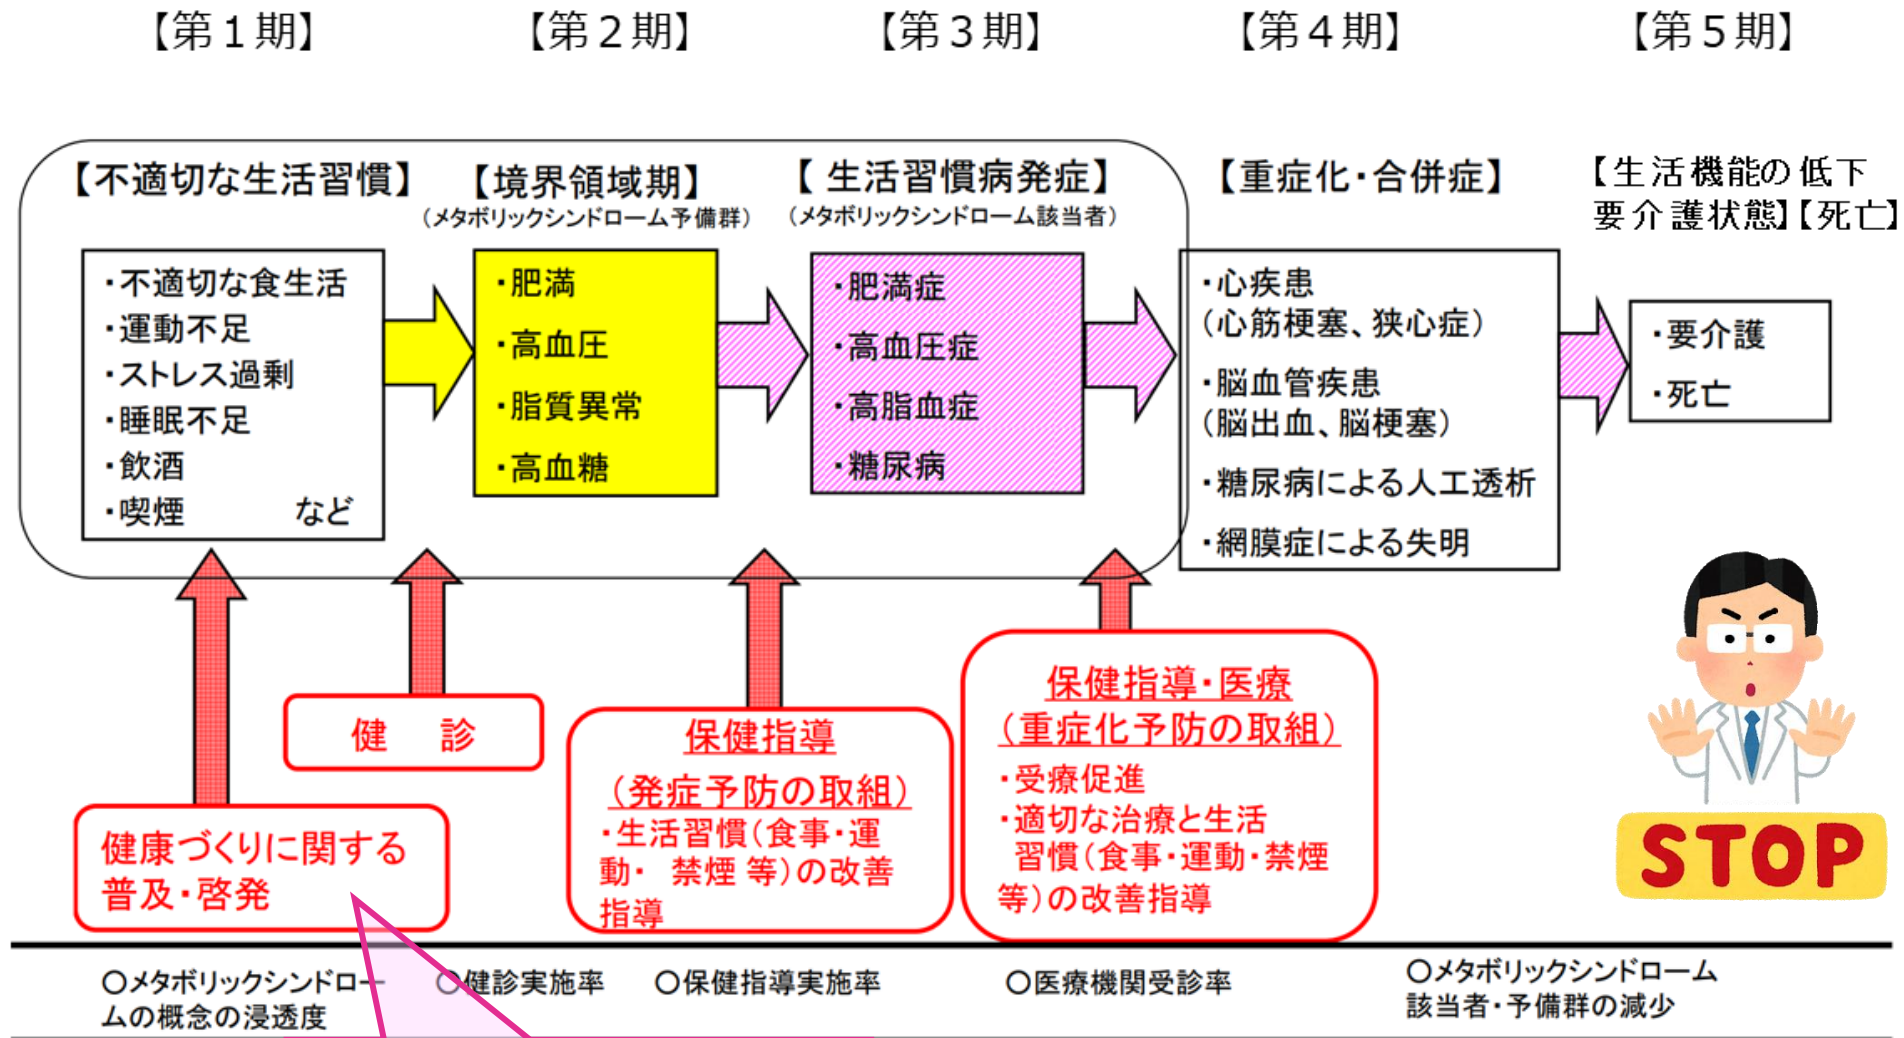 【第１期】
【第２期】
【第３期】
【第４期】
【第５期】
【不適切な生活習慣】
・不適切な食生活
・運動不足
・ストレス過剰
・睡眠不足
・飲酒
・喫煙　など
【境界領域期】
（メタボリックシンドローム予備群）
・肥満
・高血圧
・脂質異常
・高血糖
【生活習慣病発症】
（メタボリックシンドローム該当者）
・肥満症
・高血圧症
・高脂血症
・糖尿病
【重症化・合併症】
・心疾患
（心筋梗塞、狭心症）
・脳血管疾患
（脳出血、脳梗塞）
・糖尿病による人工透析
・網膜症による失明
【生活機能の低下
要介護状態】【死亡】
・要介護
・死亡
健康づくりに関する
普及・啓発
健　診
保健指導
（発症予防の取組）
・生活習慣（食事・運
動・ 禁煙 等）の改善
指導
保健指導・医療
（重症化予防の取組）
・受療促進
・適切な治療と生活
習慣（食事・運動・禁煙
等）の改善指導
STOP
○メタボリックシンドロー
ムの概念の浸透度
○健診実施率
○保健指導実施率
○医療機関受診率
○メタボリックシンドローム
該当者・予備群の減少